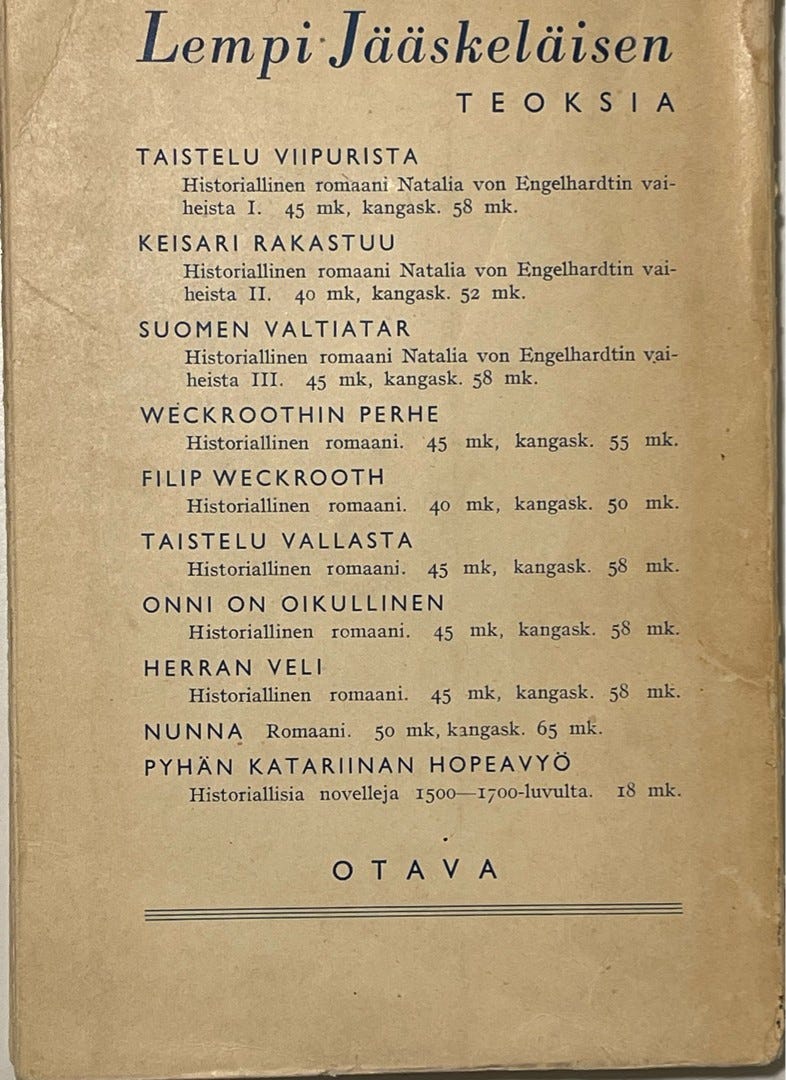 Lempi Jääskeläisen
TEOKSIA
TAISTELU VIIPURISTA
Historiallinen romaani Natalia von Engelhardtin vai-
heista I. 45 mk, kangask. 58 mk.
KEISARI RAKASTUU
Historiallinen romaani Natalia von Engelhardtin vai-
heista II. 40 mk, kangask. 52 mk.
SUOMEN VALTIATAR
Historiallinen romaani Natalia von Engelhardtin vai-
heista III. 45 mk, kangask. 58 mk.
WECKROOTHIN PERHE
Historiallinen romaani. 45 mk, kangask. 55 mk.
FILIP WECKROOTH
Historiallinen romaani. 40 mk, kangask. 50 mk.
TAISTELU VALLASTA
Historiallinen romaani. 45 mk, kangask. 58 mk.
ONNI ON OIKULLINEN
Historiallinen romaani. 45 mk, kangask. 58 mk.
HERRAN VELI
Historiallinen romaani. 45 mk, kangask. 58 mk.
NUNNA Romaani. 50 mk, kangask. 65 mk.
PYHÄN KATARIINAN HOPEAVYÖ
Historiallisia novelleja 1500—1700-luvulta. 18 mk.
OTAVA